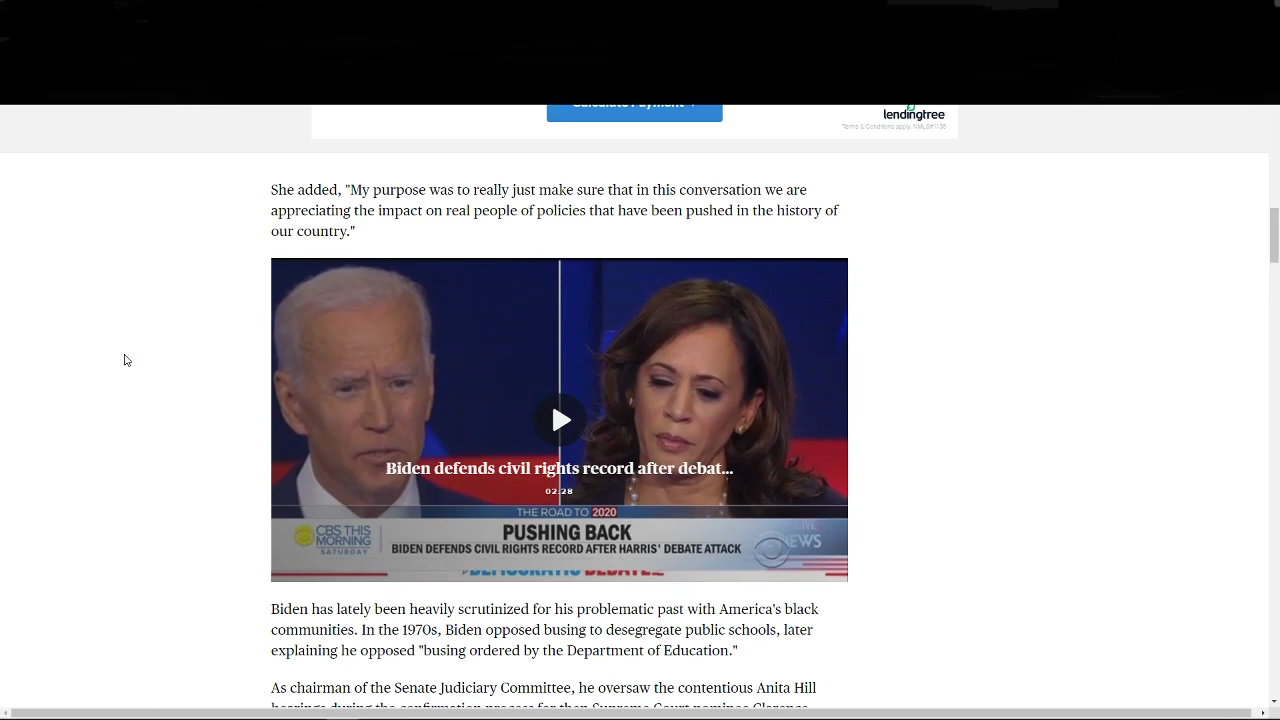 Calculate Payment
lendingtree
Terms & Conditions apply. NMLS#1136
She added, "My purpose was to really just make sure that in this conversation we are
appreciating the impact on real people of policies that have been pushed in the history of
our country."
Biden defends civil rights record after debat...
02:28
THE ROAD TO 2020
CBS THIS
MORNING
SATURDAY
PUSHING BACK
BIDEN DEFENDS CIVIL RIGHTS RECORD AFTER HARRIS' DEBATE ATTACK
LIVE
NEWS
DEMOCRATIC DEBATE
Biden has lately been heavily scrutinized for his problematic past with America's black
communities. In the 1970s, Biden opposed busing to desegregate public schools, later
explaining he opposed "busing ordered by the Department of Education."
As chairman of the Senate Judiciary Committee, he oversaw the contentious Anita Hill
hearings during the confirmation process for then Supreme Court nominee Clarence